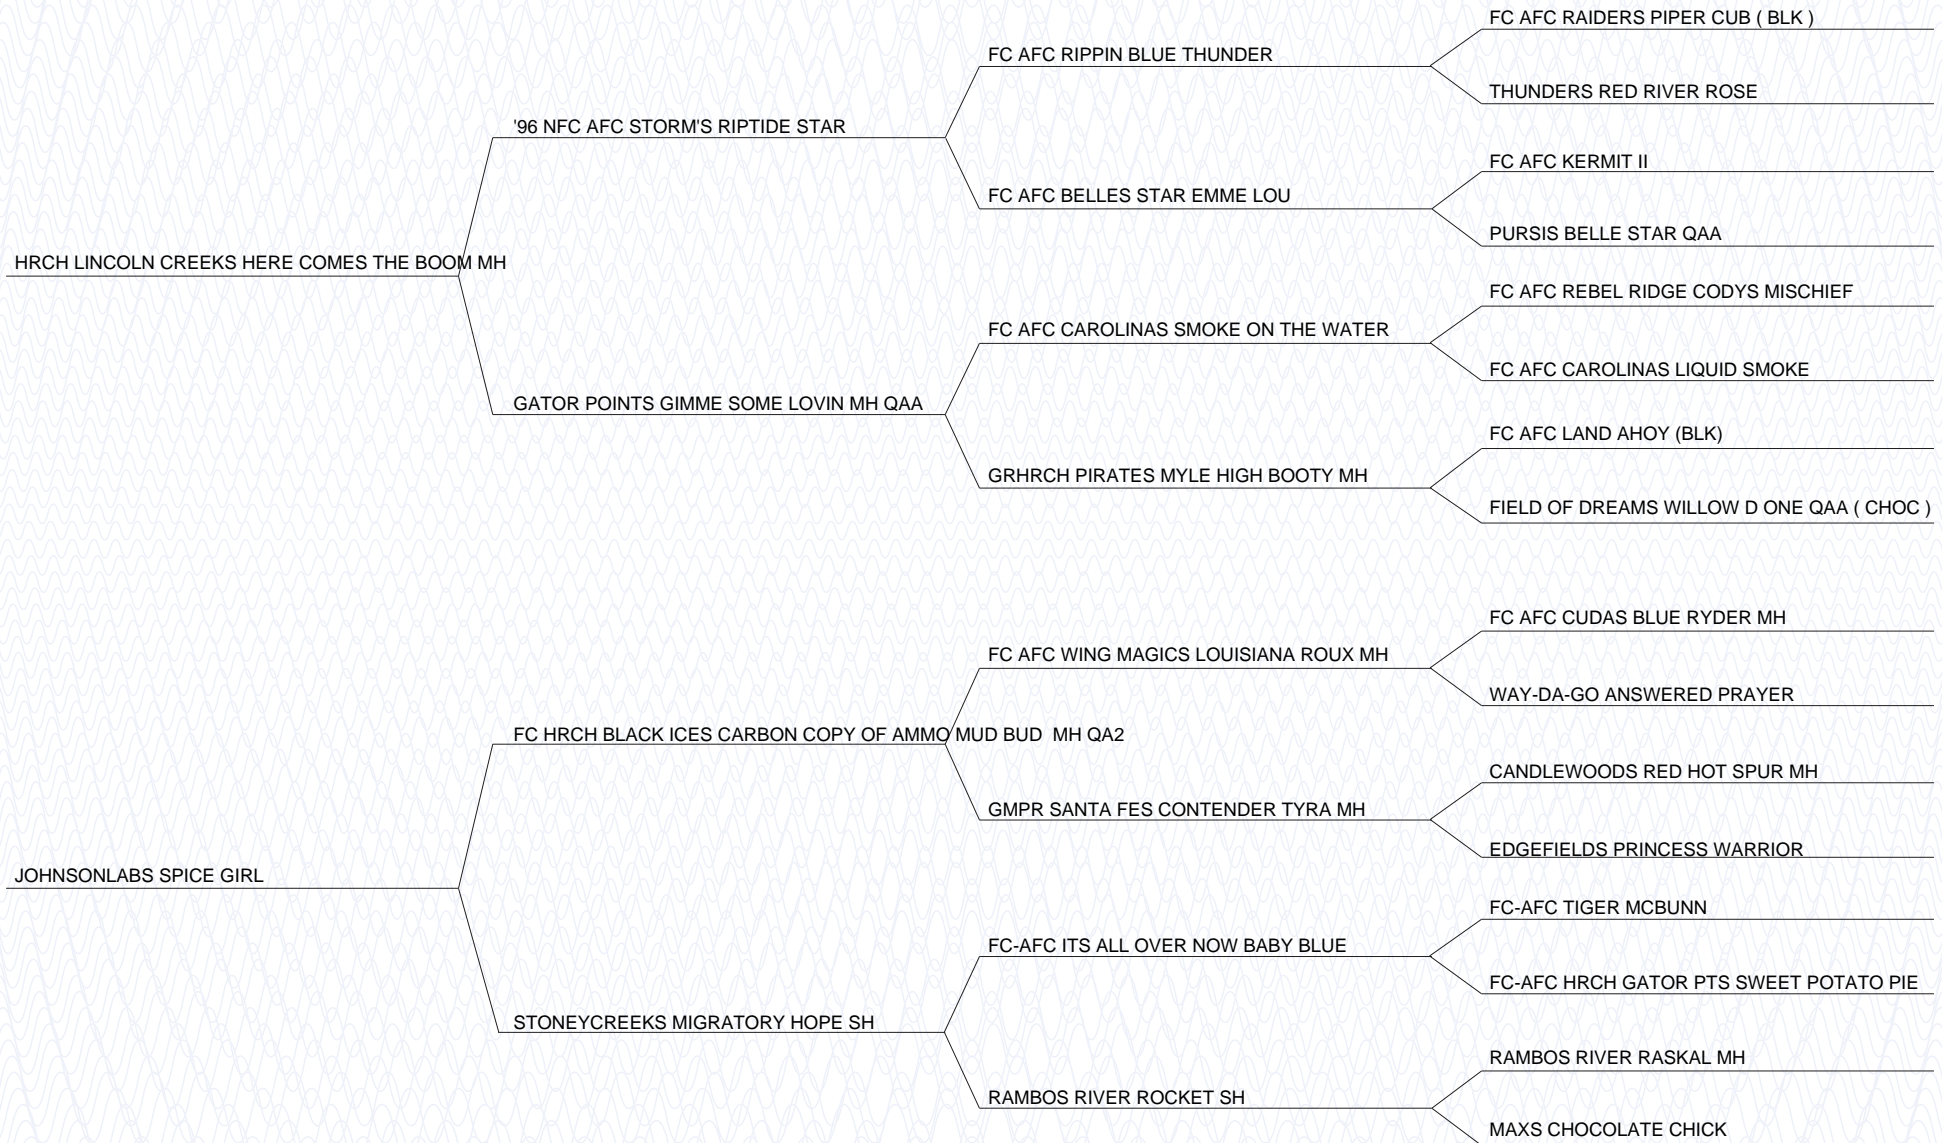 FC AFC RAIDERS PIPER CUB ( BLK )
FC AFC RIPPIN BLUE THUNDER
THUNDERS RED RIVER ROSE
'96 NFC AFC STORM'S RIPTIDE STAR
FC AFC KERMIT II
FC AFC BELLES STAR EMME LOU
PURSIS BELLE STAR QAA
HRCH LINCOLN CREEKS HERE COMES THE BOOM MH
FC AFC REBEL RIDGE CODYS MISCHIEF
FC AFC CAROLINAS SMOKE ON THE WATER
FC AFC CAROLINAS LIQUID SMOKE
GATOR POINTS GIMME SOME LOVIN MH QAA
FC AFC LAND AHOY (BLK)
GRHRCH PIRATES MYLE HIGH BOOTY MH
FIELD OF DREAMS WILLOW D ONE QAA ( CHOC )
FC AFC CUDAS BLUE RYDER MH
FC AFC WING MAGICS LOUISIANA ROUX MH
WAY-DA-GO ANSWERED PRAYER
FC HRCH BLACK ICES CARBON COPY OF AMMO MUD BUD  MH QA2
CANDLEWOODS RED HOT SPUR MH
GMPR SANTA FES CONTENDER TYRA MH
EDGEFIELDS PRINCESS WARRIOR
JOHNSONLABS SPICE GIRL
FC-AFC TIGER MCBUNN
FC-AFC ITS ALL OVER NOW BABY BLUE
FC-AFC HRCH GATOR PTS SWEET POTATO PIE
STONEYCREEKS MIGRATORY HOPE SH
RAMBOS RIVER RASKAL MH
RAMBOS RIVER ROCKET SH
MAXS CHOCOLATE CHICK